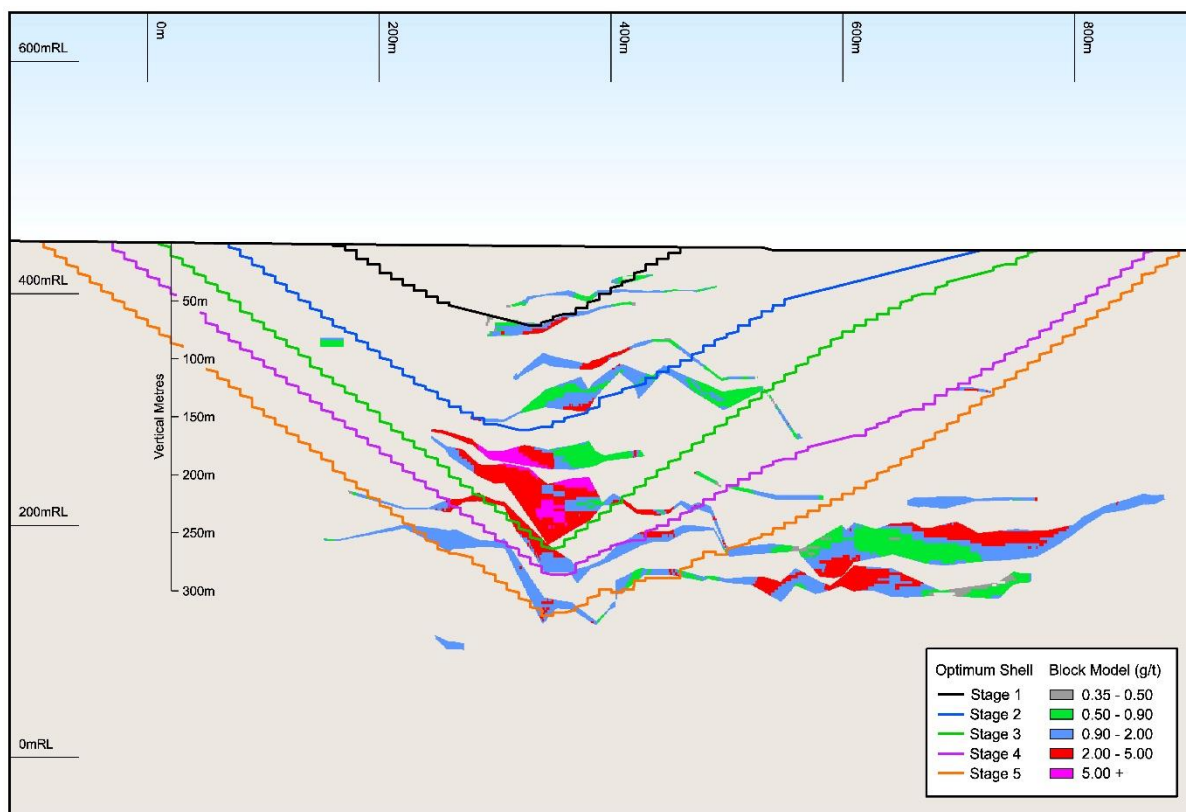 0m
200m
400m
600m
800m
600mRL
400mRL
50m
100m
150m
Vertical Metres
200m
200mRL
250m
300m
0mRL
Optimum Shell
Block Model (g/t)
Stage 1
0.35 - 0.50
Stage 2
0.50 - 0.90
Stage 3
0.90 - 2.00
Stage 4
2.00 - 5.00
Stage 5
5.00 +